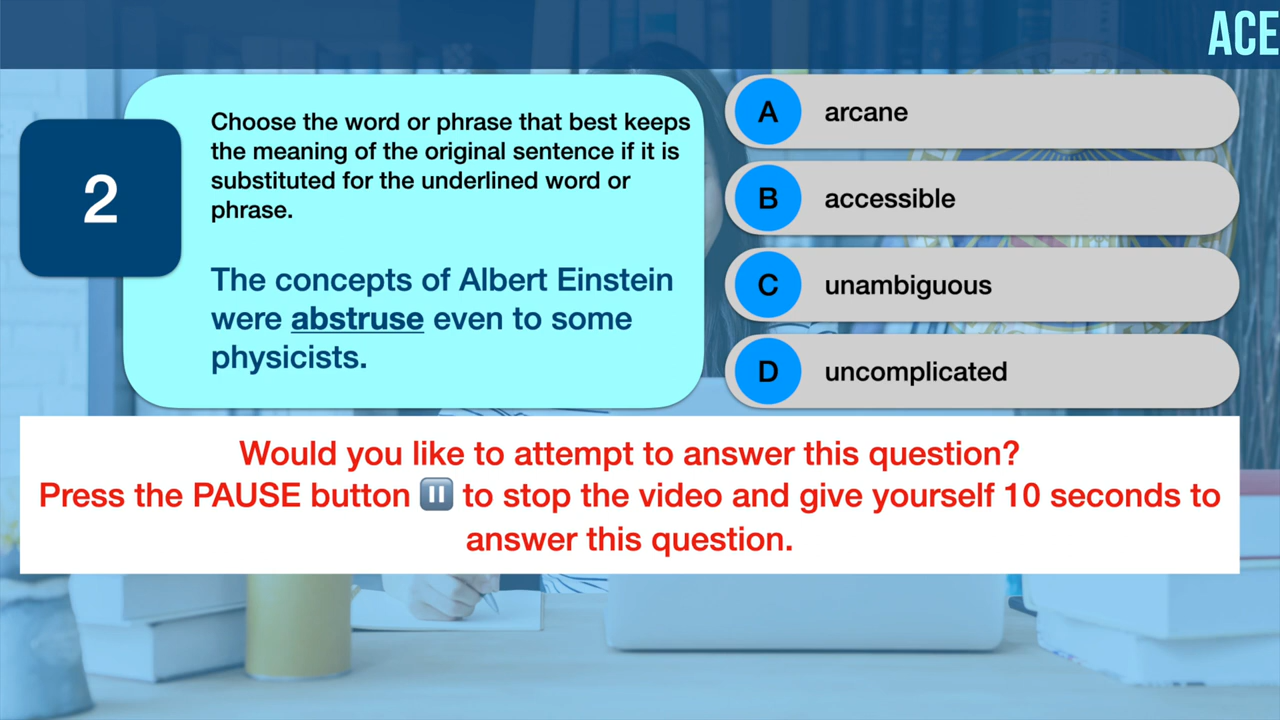 ACE
2
Choose the word or phrase that best keeps
the meaning of the original sentence if it is
substituted for the underlined word or
phrase.
The concepts of Albert Einstein
were abstruse even to some
physicists.
A arcane
B accessible
C unambiguous
D uncomplicated
Would you like to attempt to answer this question?
Press the PAUSE button ⏸️ to stop the video and give yourself 10 seconds to
answer this question.